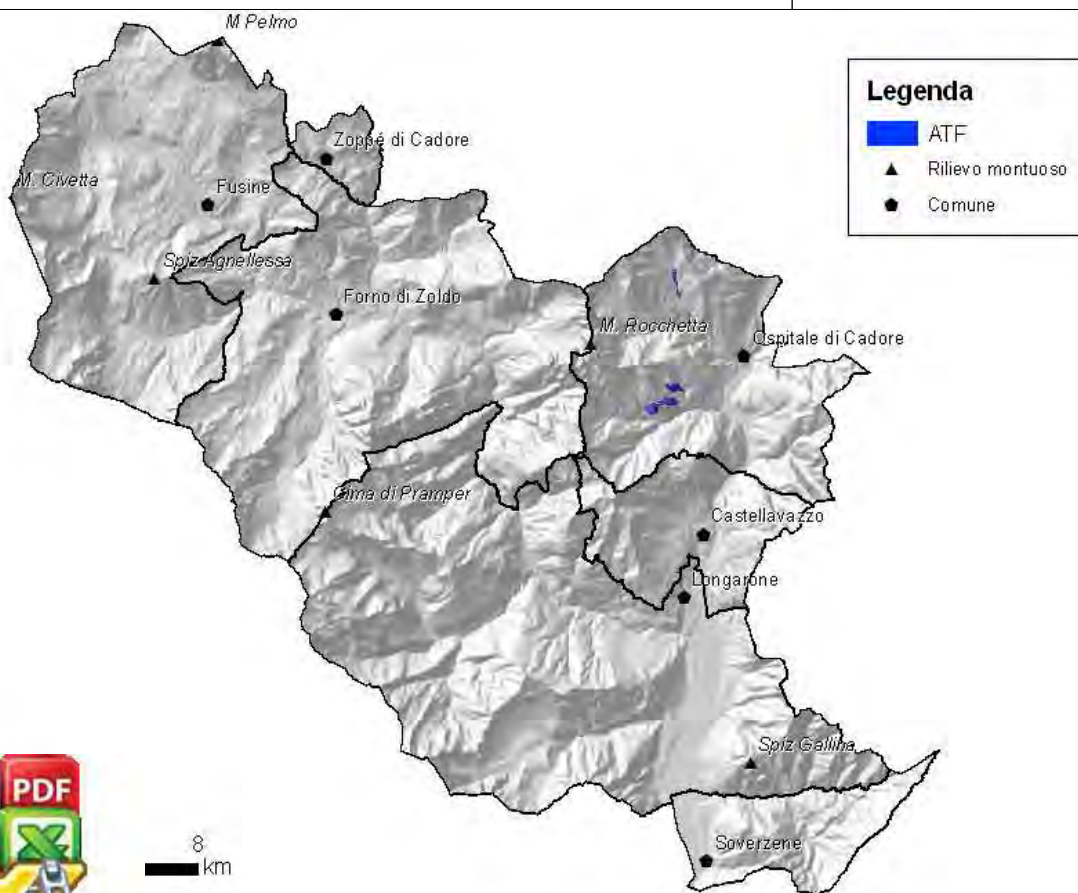 M Pelmo
Legenda
ATF
Rilievo montuoso
Comune
Zoppé di Cadore
M. Civetta
Fusine
Spiz Agnellessa
Forno di Zoldo
M. Rocchetta
Ospitale di Cadore
Cima di Pramper
Castellavazzo
Longarone
Spiz Gallina
PDF
8
km
Soverzene